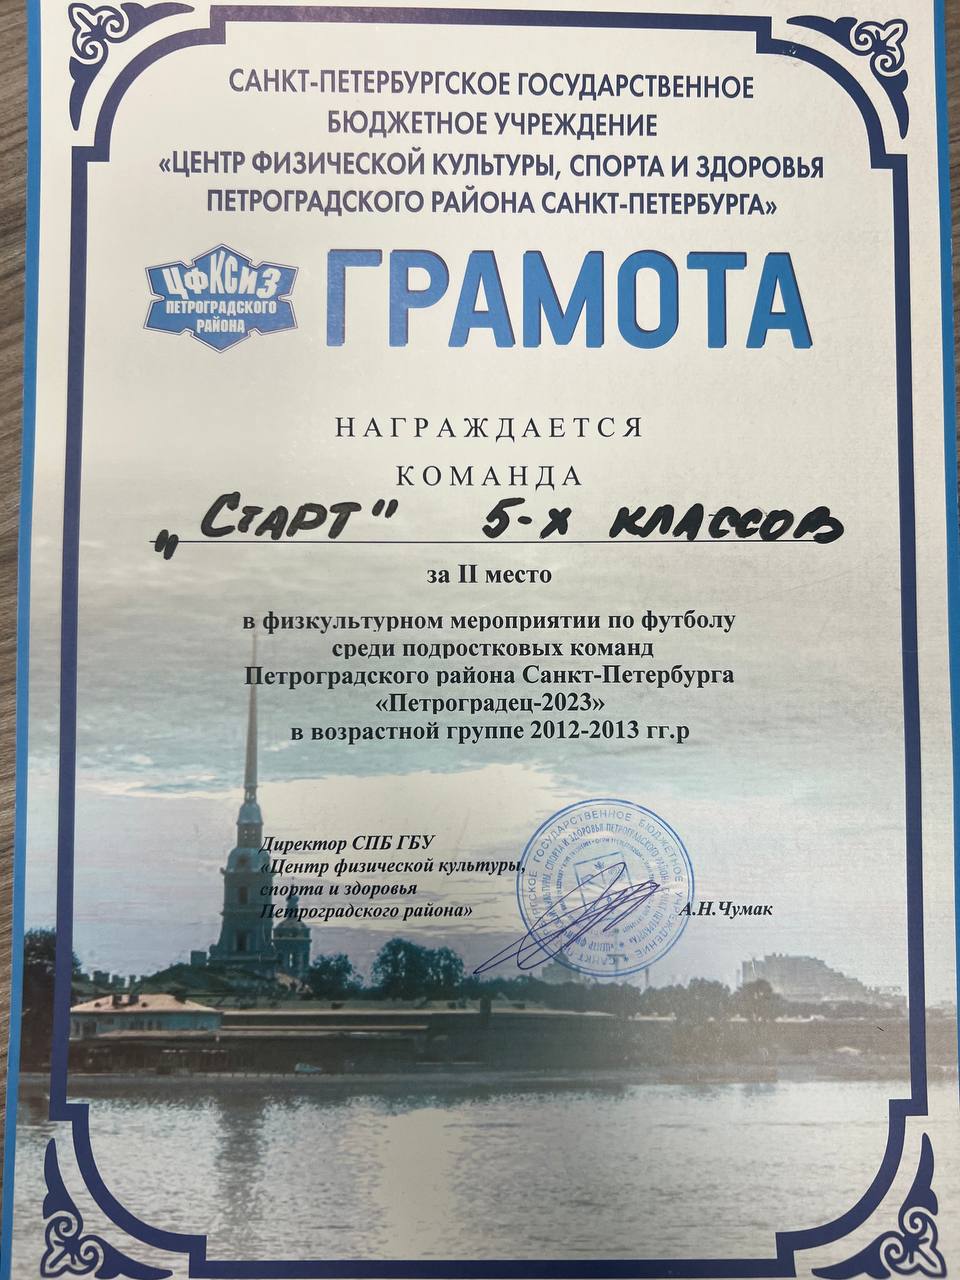 САНКТ-ПЕТЕРБУРГСКОЕ ГОСУДАРСТВЕННОЕ
БЮДЖЕТНОЕ УЧРЕЖДЕНИЕ
«ЦЕНТР ФИЗИЧЕСКОЙ КУЛЬТУРЫ, СПОРТА И ЗДОРОВЬЯ
ПЕТРОГРАДСКОГО РАЙОНА САНКТ-ПЕТЕРБУРГА»
ЦФКСиЗ
ПЕТРОГРАДСКОГО
РАЙОНА
ГРАМОТА
НАГРАЖДАЕТСЯ
КОМАНДА
„Старт" 5-х классов
за II место
в физкультурном мероприятии по футболу
среди подростковых команд
Петроградского района Санкт-Петербурга
«Петроградец-2023»
в возрастной группе 2012-2013 гг.р
Директор СПБ ГБУ
«Центр физической культуры,
спорта и здоровья
Петроградского района»
А.Н.Чумак